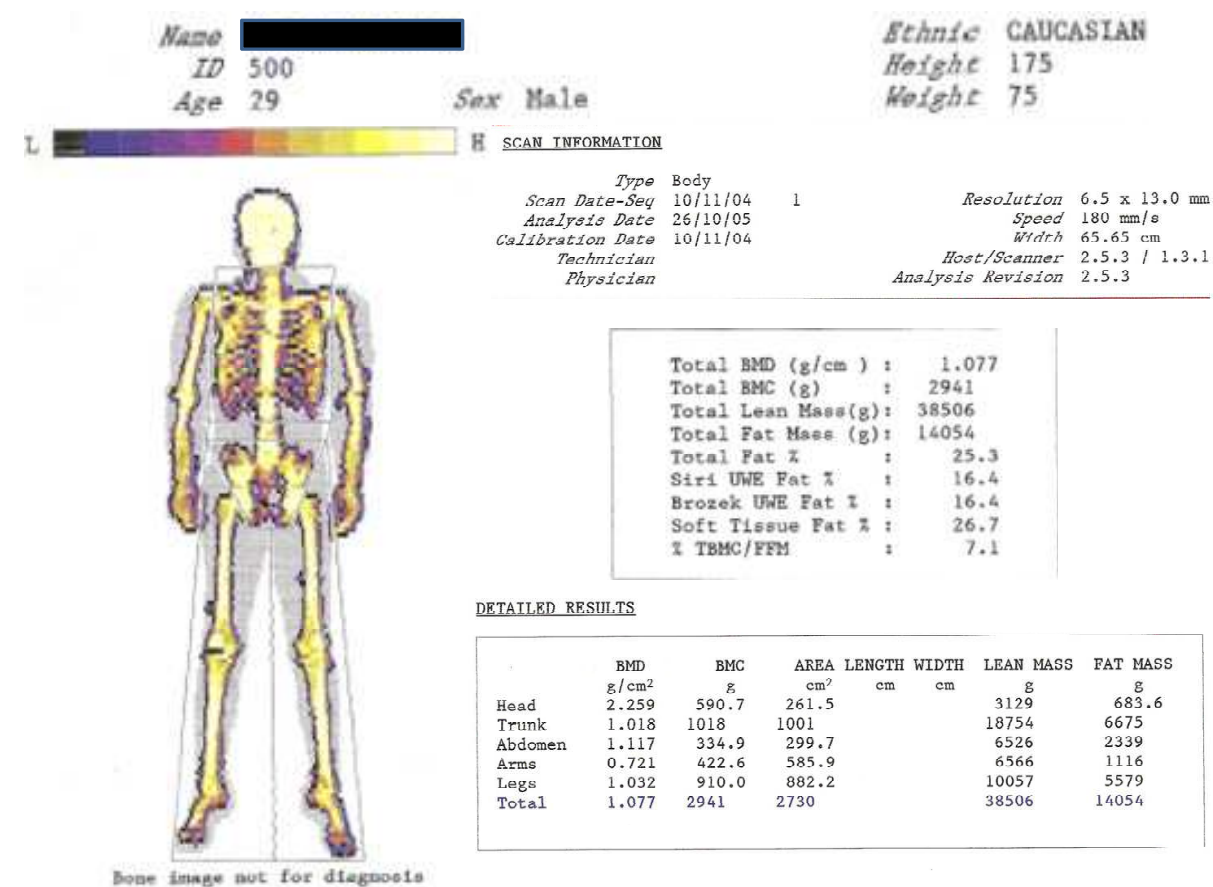 Name
ID 500
Age 29 Sex Male
Ethnic CAUCASIAN
Height 175
Weight 75
L H
SCAN INFORMATION
Type Body
Scan Date-Seq 10/11/04 1
Analysis Date 26/10/05
Calibration Date 10/11/04
Technician
Physician
Resolution 6.5 x 13.0 mm
Speed 180 mm/s
Width 65.65 cm
Host/Scanner 2.5.3 / 1.3.1
Analysis Revision 2.5.3
Total BMD (g/cm ) : 1.077
Total BMC (g) : 2941
Total Lean Mass(g): 38506
Total Fat Mass (g): 14054
Total Fat % : 25.3
Siri UWE Fat % : 16.4
Brozek UWE Fat % : 16.4
Soft Tissue Fat % : 26.7
% TBMC/FFM : 7.1
DETAILED RESULTS
BMD BMC AREA LENGTH WIDTH LEAN MASS FAT MASS
g/cm² g cm² cm cm g g
Head 2.259 590.7 261.5 3129 683.6
Trunk 1.018 1018 1001 18754 6675
Abdomen 1.117 334.9 299.7 6526 2339
Arms 0.721 422.6 585.9 6566 1116
Legs 1.032 910.0 882.2 10057 5579
Total 1.077 2941 2730 38506 14054
Bone image not for diagnosis